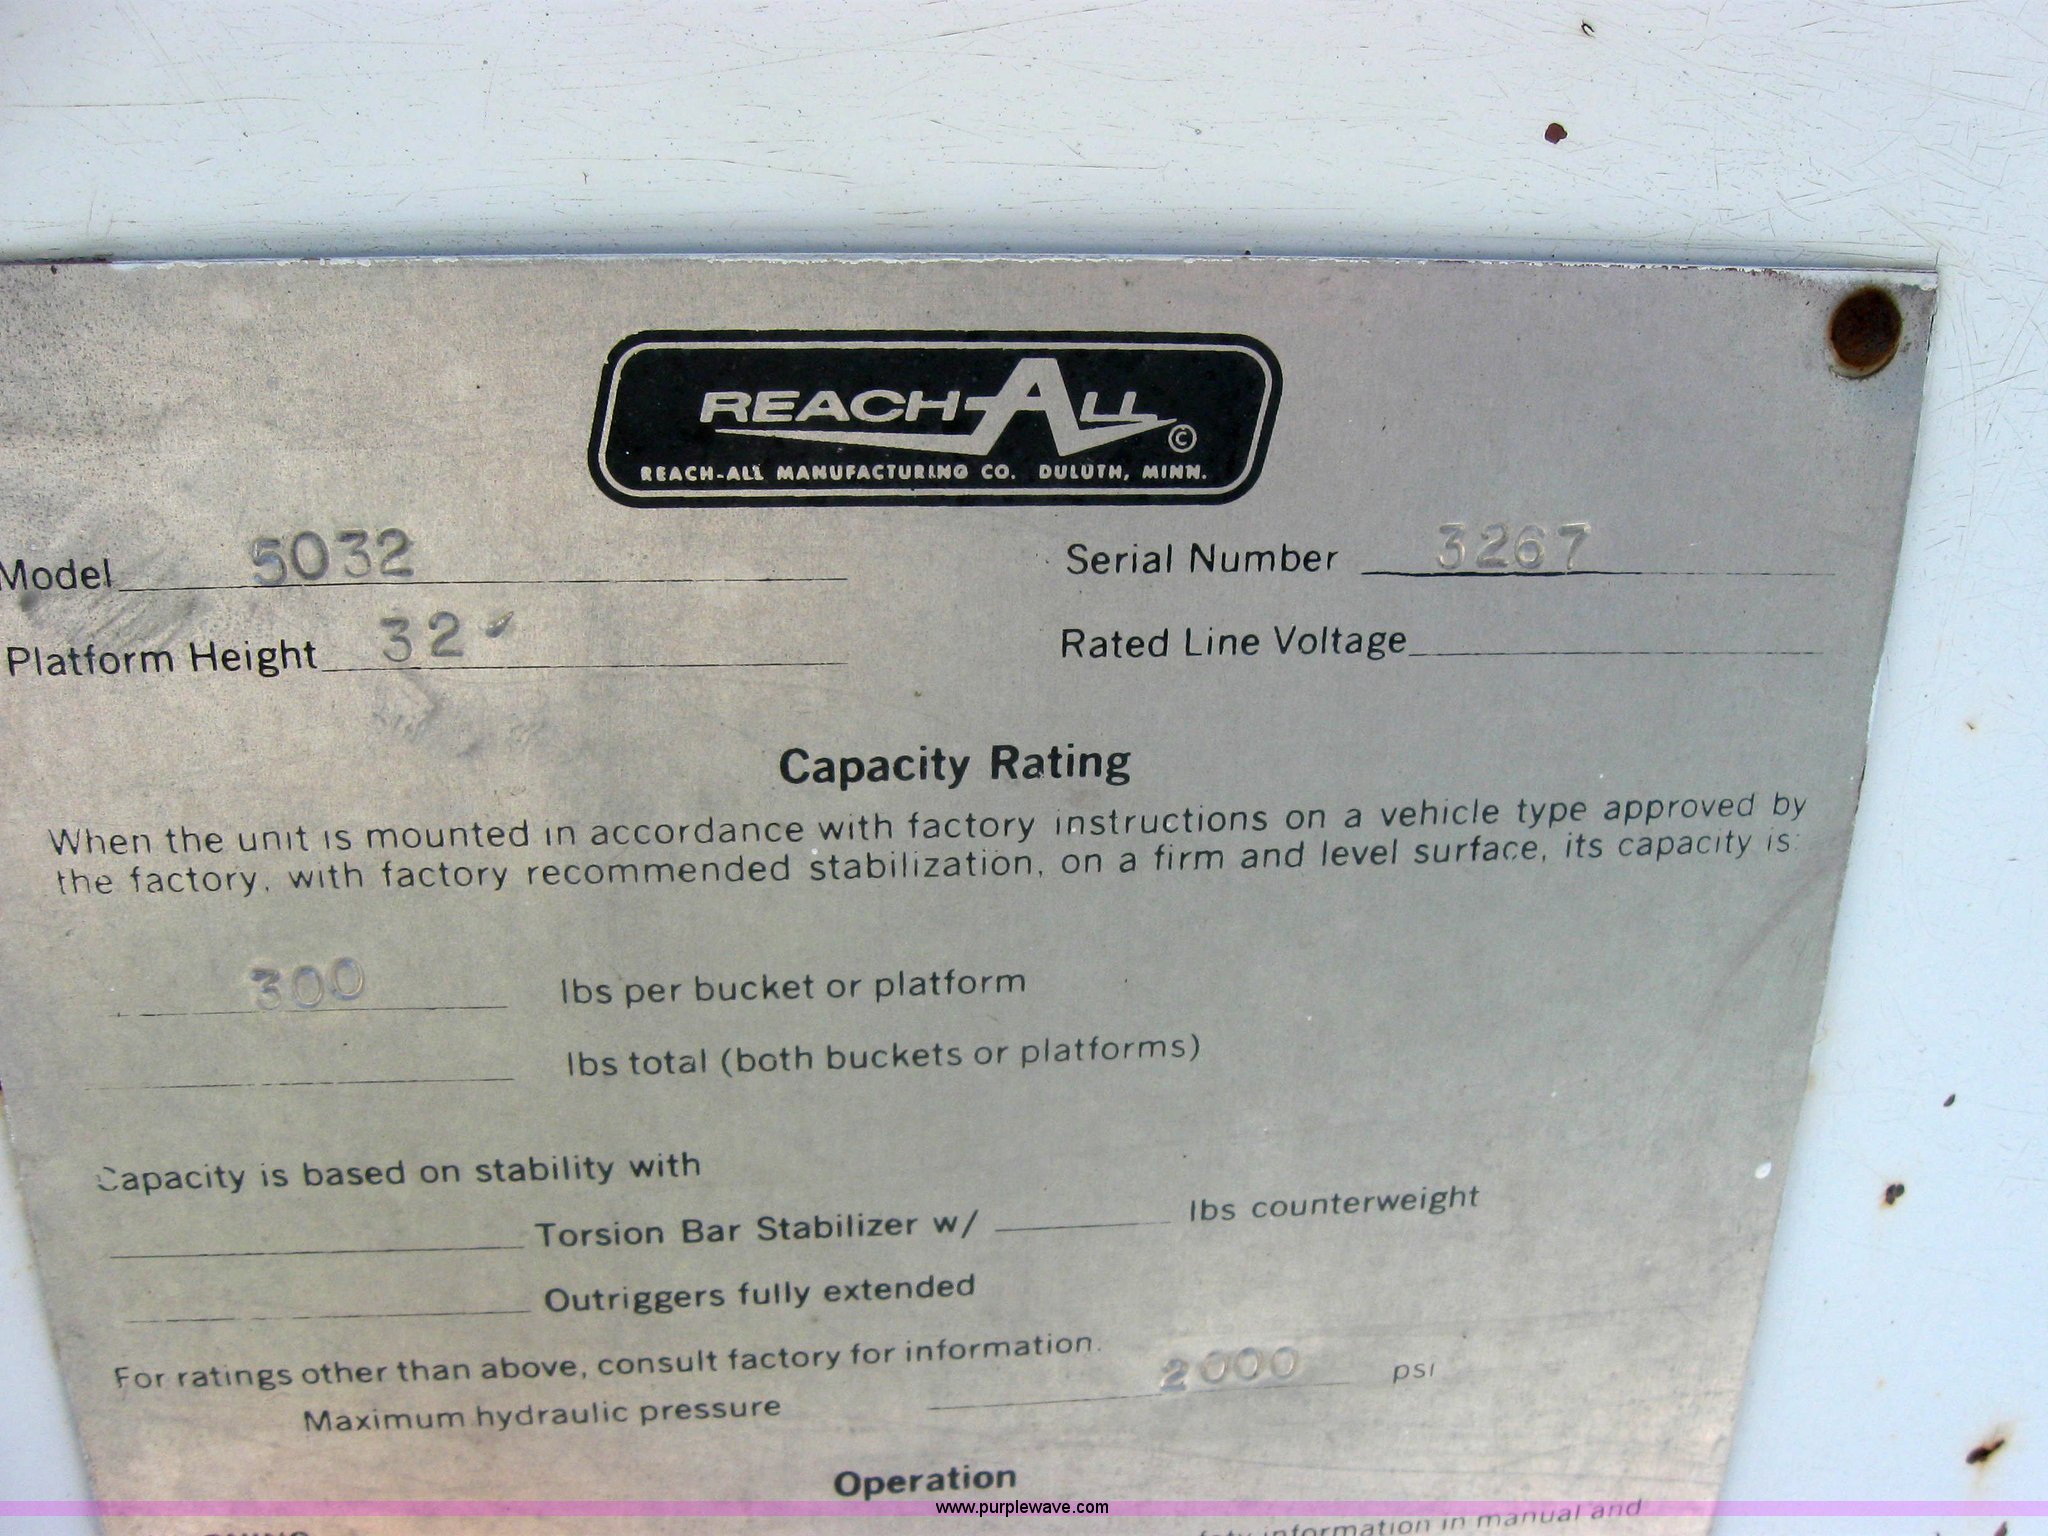 REACH-ALL ©
REACH-ALL MANUFACTURING CO. DULUTH, MINN.
Model 5032 Serial Number 3267
Platform Height 32' Rated Line Voltage
Capacity Rating
When the unit is mounted in accordance with factory instructions on a vehicle type approved by
the factory, with factory recommended stabilization, on a firm and level surface, its capacity is:
300 lbs per bucket or platform
lbs total (both buckets or platforms)
Capacity is based on stability with
Torsion Bar Stabilizer w/ lbs counterweight
Outriggers fully extended
For ratings other than above, consult factory for information.
Maximum hydraulic pressure 2000 psi
Operation
www.purplewave.com
information in manual and